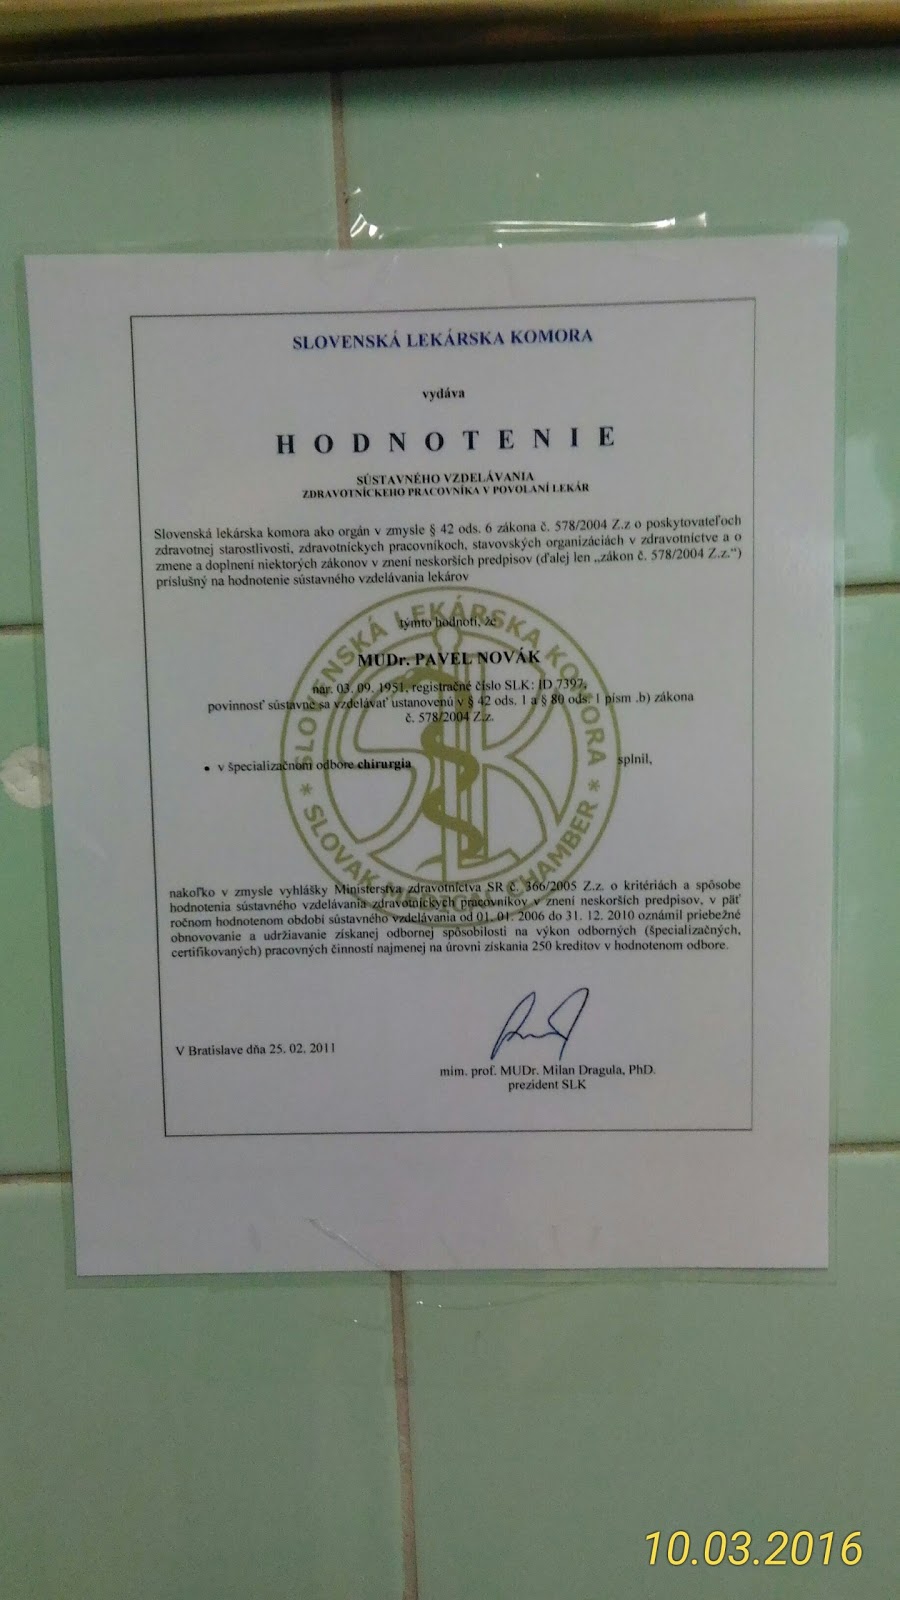 SLOVENSKÁ LEKÁRSKA KOMORA
vydáva
HODNOTENIE
SÚSTAVNÉHO VZDELÁVANIA
ZDRAVOTNÍCKEHO PRACOVNÍKA V POVOLANÍ LEKÁR
Slovenská lekárska komora ako orgán v zmysle § 42 ods. 6 zákona č. 578/2004 Z.z o poskytovateľoch
zdravotnej starostlivosti, zdravotníckych pracovníkoch, stavovských organizáciách v zdravotníctve a o
zmene a doplnení niektorých zákonov v znení neskorších predpisov (ďalej len „zákon č. 578/2004 Z.z.“)
príslušný na hodnotenie sústavného vzdelávania lekárov
týmto hodnotí, že
MUDr. PAVEL NOVÁK
nar. 03. 09. 1951, registračné číslo SLK: ID 7397,
povinnosť sústavne sa vzdelávať ustanovenú v § 42 ods. 1 a § 80 ods. 1 písm .b) zákona
č. 578/2004 Z.z.
• v špecializačnom odbore chirurgia splnil,
nakoľko v zmysle vyhlášky Ministerstva zdravotníctva SR č. 366/2005 Z.z. o kritériách a spôsobe
hodnotenia sústavného vzdelávania zdravotníckych pracovníkov v znení neskorších predpisov, v päť
ročnom hodnotenom období sústavného vzdelávania od 01. 01. 2006 do 31. 12. 2010 oznámil priebežné
obnovovanie a udržiavanie získanej odbornej spôsobilosti na výkon odborných (špecializačných,
certifikovaných) pracovných činností najmenej na úrovni získania 250 kreditov v hodnotenom odbore.
V Bratislave dňa 25. 02. 2011
mim. prof. MUDr. Milan Dragula, PhD.
prezident SLK
SLOVENSKÁ LEKÁRSKA KOMORA
* SLOVAK MEDICAL CHAMBER *
10.03.2016